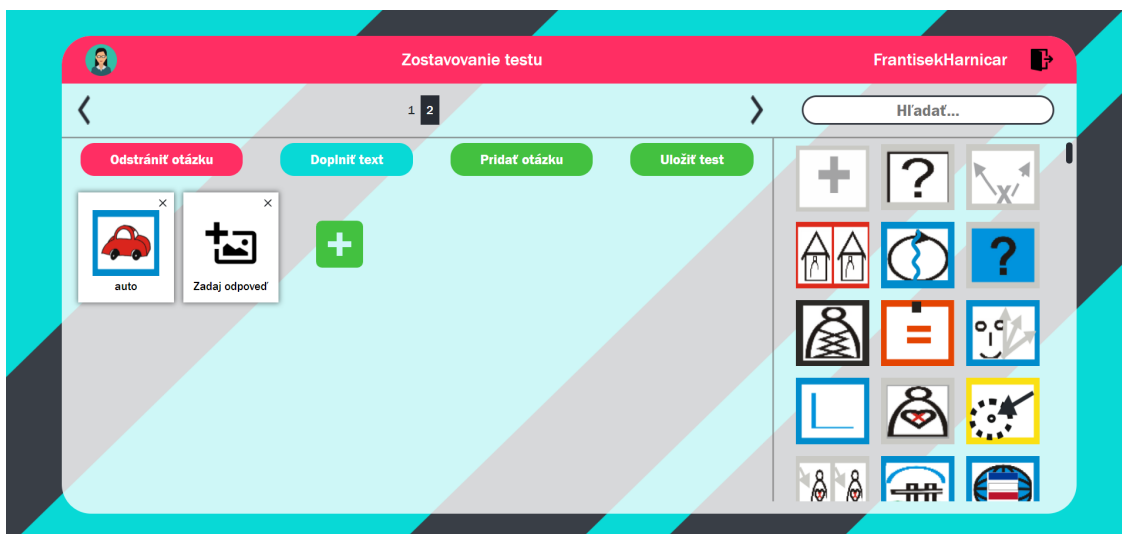 Zostavovanie testu
FrantisekHarnicar
1 2
Hľadať...
Odstrániť otázku
Doplniť text
Pridať otázku
Uložiť test
auto
Zadaj odpoveď